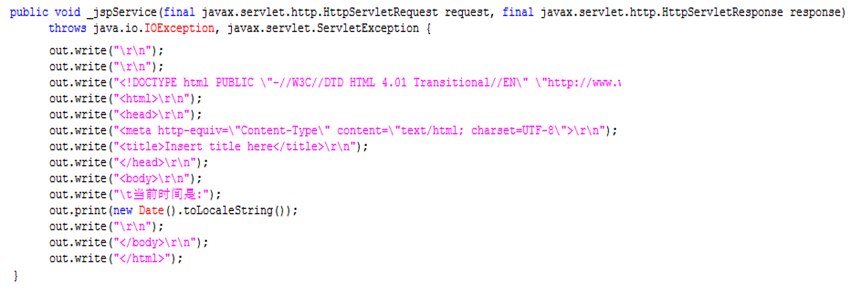 public void _jspService(final javax.servlet.http.HttpServletRequest request, final javax.servlet.http.HttpServletResponse response)
throws java.io.IOException, javax.servlet.ServletException {
out.write("\r\n");
out.write("\r\n");
out.write("<!DOCTYPE html PUBLIC \"-//W3C//DTD HTML 4.01 Transitional//EN\" \"http://www.
out.write("<html>\r\n");
out.write("<head>\r\n");
out.write("<meta http-equiv=\"Content-Type\" content=\"text/html; charset=UTF-8\">\r\n");
out.write("<title>Insert title here</title>\r\n");
out.write("</head>\r\n");
out.write("<body>\r\n");
out.write("\t当前时间是:");
out.print(new Date().toLocaleString());
out.write("\r\n");
out.write("</body>\r\n");
out.write("</html>");
}